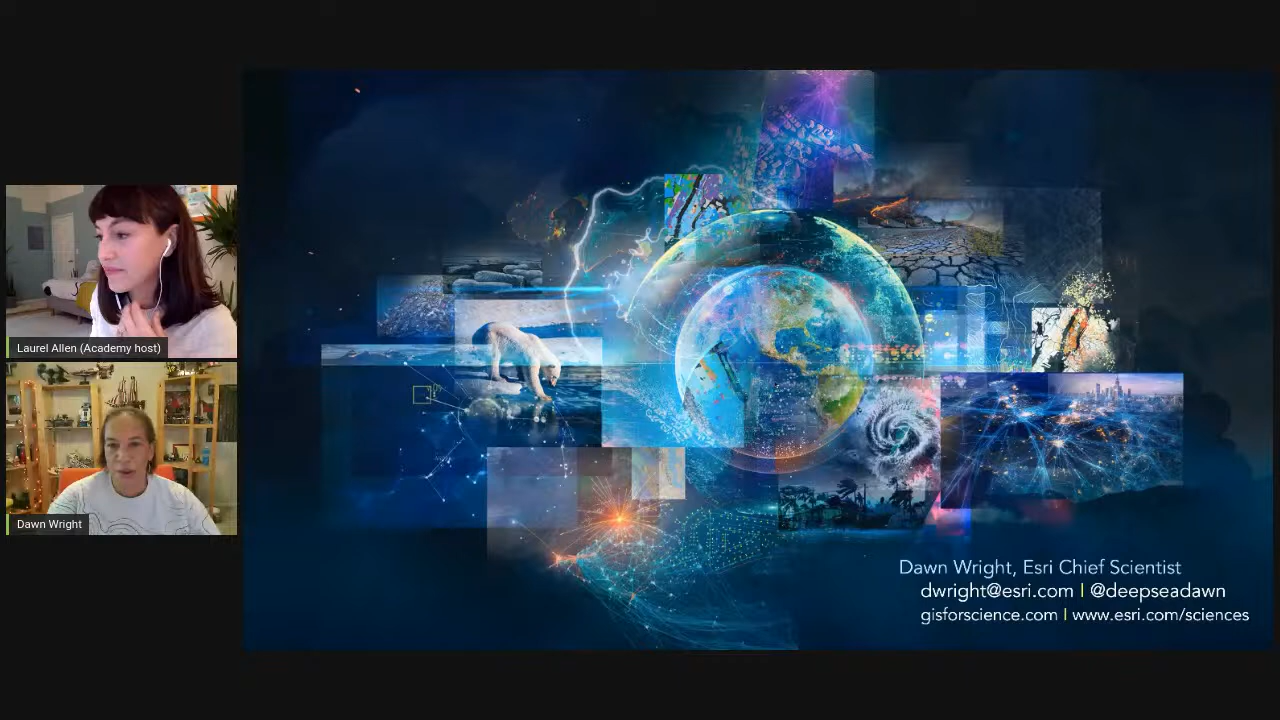 Laurel Allen (Academy host)
Dawn Wright
Dawn Wright, Esri Chief Scientist
dwright@esri.com | @deepseadawn
gisforscience.com | www.esri.com/sciences